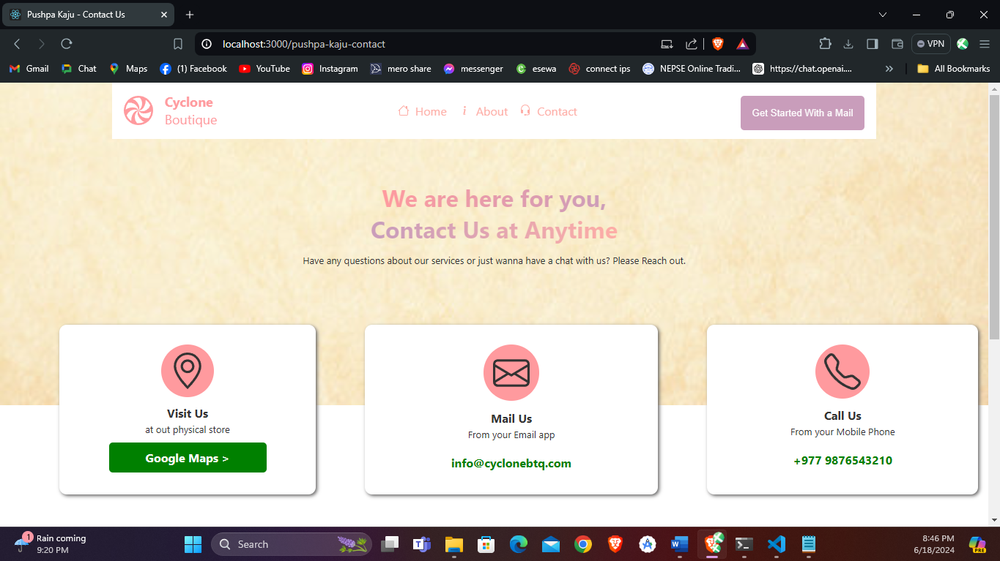 Pushpa Kaju - Contact Us
localhost:3000/pushpa-kaju-contact
VPN
Gmail
Chat
Maps
(1) Facebook
YouTube
Instagram
mero share
messenger
esewa
connect ips
NEPSE Online Tradi...
https://chat.openai....
All Bookmarks
Cyclone
Boutique
Home
About
Contact
Get Started With a Mail
We are here for you,
Contact Us at Anytime
Have any questions about our services or just wanna have a chat with us? Please Reach out.
Visit Us
at out physical store
Google Maps >
Mail Us
From your Email app
info@cyclonebtq.com
Call Us
From your Mobile Phone
+977 9876543210
1
Rain coming
9:20 PM
Search
8:46 PM
6/18/2024
PRE